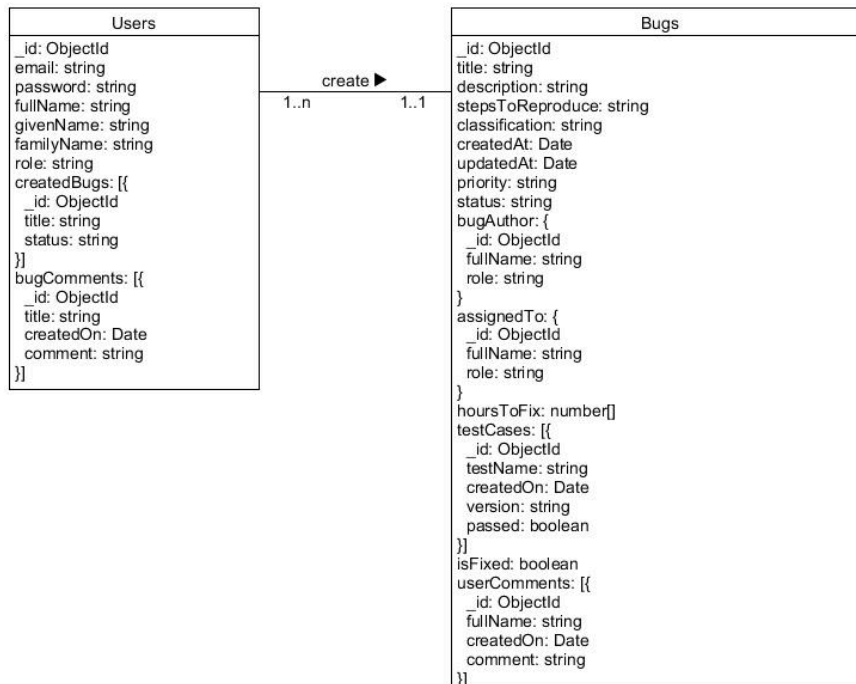 Users
_id: ObjectId
email: string
password: string
fullName: string
givenName: string
familyName: string
role: string
createdBugs: [{
_id: ObjectId
title: string
status: string
}]
bugComments: [{
_id: ObjectId
title: string
createdOn: Date
comment: string
}]
create ▶
1..n
1..1
Bugs
_id: ObjectId
title: string
description: string
stepsToReproduce: string
classification: string
createdAt: Date
updatedAt: Date
priority: string
status: string
bugAuthor: {
_id: ObjectId
fullName: string
role: string
}
assignedTo: {
_id: ObjectId
fullName: string
role: string
}
hoursToFix: number[]
testCases: [{
_id: ObjectId
testName: string
createdOn: Date
version: string
passed: boolean
}]
isFixed: boolean
userComments: [{
_id: ObjectId
fullName: string
createdOn: Date
comment: string
}]